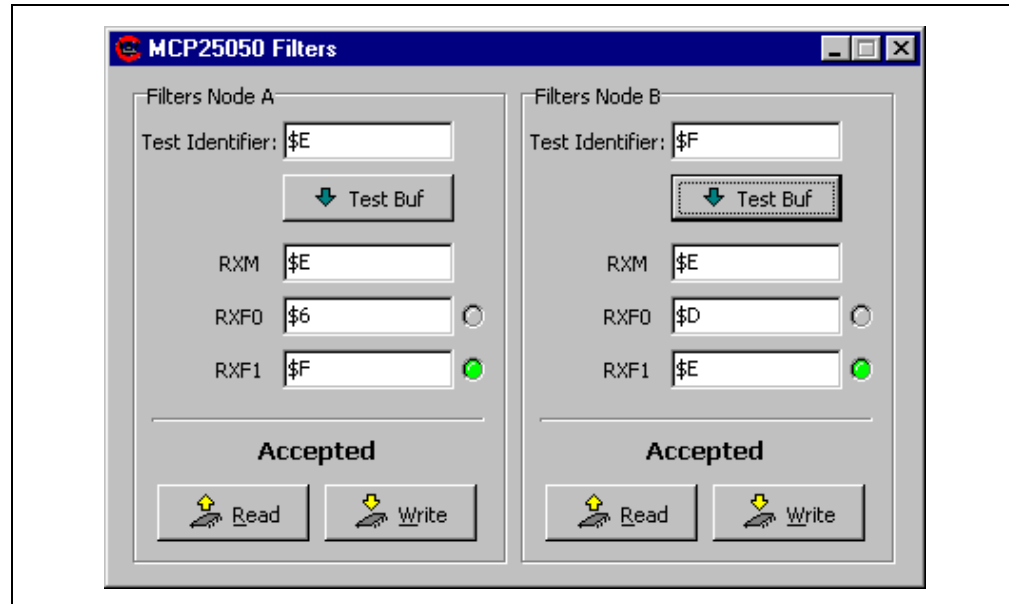 MCP25050 Filters
Filters Node A
Test Identifier: $E
Test Buf
RXM $E
RXF0 $6
RXF1 $F
Accepted
Read Write
Filters Node B
Test Identifier: $F
Test Buf
RXM $E
RXF0 $D
RXF1 $E
Accepted
Read Write